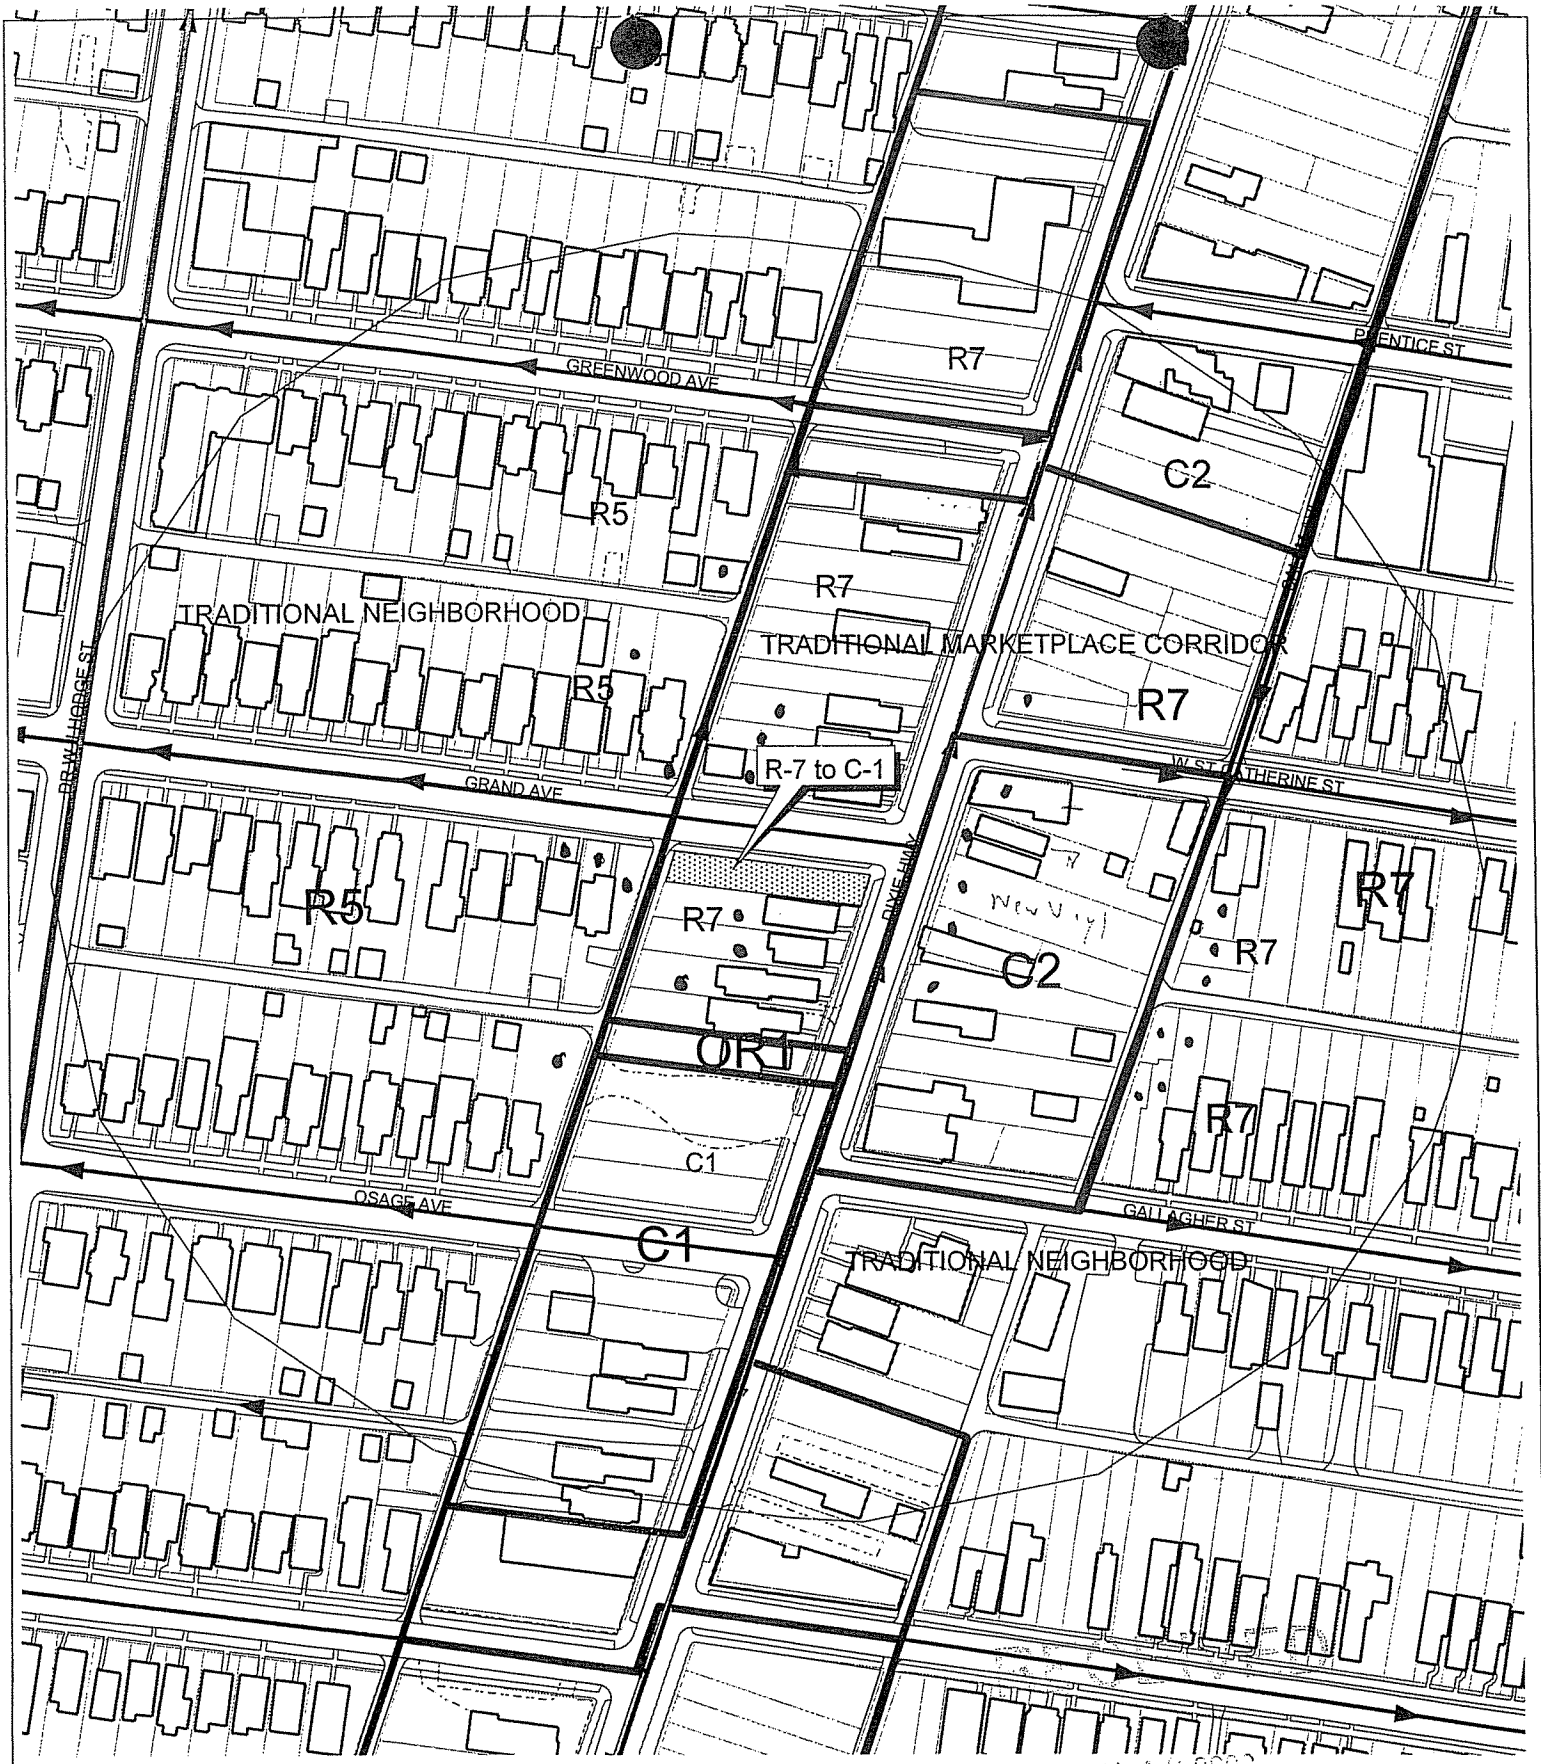 PRENTICE ST
R7
GREENWOOD AVE
C2
R5
R7
TRADITIONAL NEIGHBORHOOD
TRADITIONAL MARKETPLACE CORRIDOR
R5
R7
DR W J HODGE ST
R-7 to C-1
W ST CATHERINE ST
GRAND AVE
DIXIE HWY
R5
R7
R7
New Vinyl
R7
C2
OR1
R7
C1
OSAGE AVE
GALLAGHER ST
C1
TRADITIONAL NEIGHBORHOOD